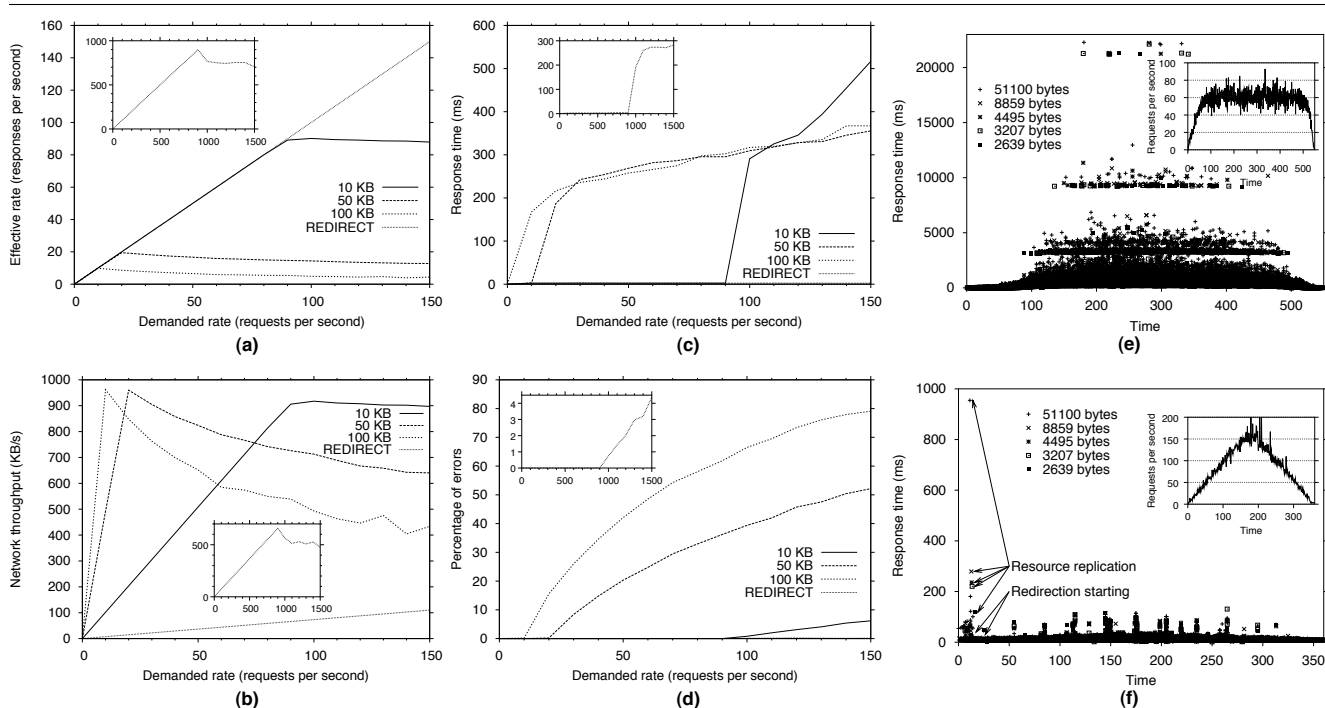 Effective rate (responses per second)
160
140
120
100
80
60
40
20
0
1000
500
0
0
500
1000
1500
10 KB
50 KB
100 KB
REDIRECT
0
50
100
150
Demanded rate (requests per second)
(a)
Response time (ms)
600
500
400
300
200
100
0
300
200
100
0
0
500
1000
1500
10 KB
50 KB
100 KB
REDIRECT
0
50
100
150
Demanded rate (requests per second)
(c)
Response time (ms)
20000
15000
10000
5000
0
51100 bytes
8859 bytes
4495 bytes
3207 bytes
2639 bytes
Requests per second
100
80
60
40
20
0
0
100
200
300
400
500
Time
0
100
200
300
400
500
Time
(e)
Network throughput (KB/s)
1000
900
800
700
600
500
400
300
200
100
0
10 KB
50 KB
100 KB
REDIRECT
500
0
0
500
1000
1500
0
50
100
150
Demanded rate (requests per second)
(b)
Percentage of errors
90
80
70
60
50
40
30
20
10
0
4
3
2
1
0
0
500
1000
1500
10 KB
50 KB
100 KB
REDIRECT
0
50
100
150
Demanded rate (requests per second)
(d)
Response time (ms)
1000
800
600
400
200
0
51100 bytes
8859 bytes
4495 bytes
3207 bytes
2639 bytes
Requests per second
200
150
100
50
0
0
100
200
300
Time
Resource replication
Redirection starting
0
50
100
150
200
250
300
350
Time
(f)